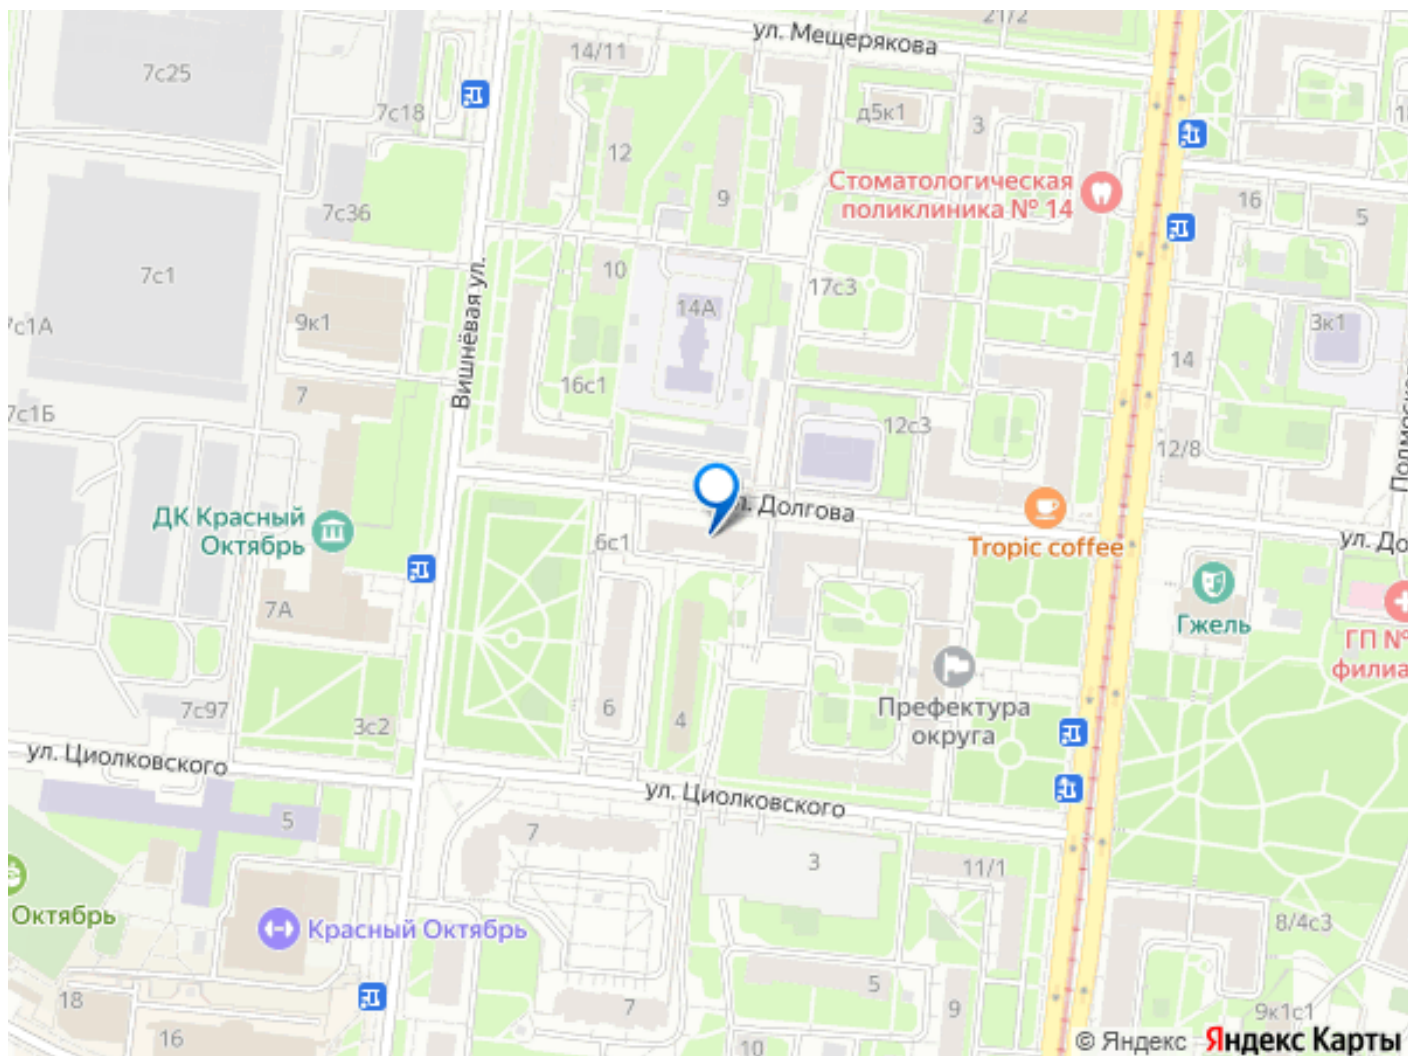 21/2
ул. Мещерякова
14/11
7с25
7с18
д5к1
3
12
Стоматологическая
поликлиника № 14
9
16
5
7с36
7с1
10
17с3
14А
7с1А
9к1
Вишнёвая ул.
3к1
14
16с1
7
7с1Б
12с3
12/8
ул. Долгова
ДК Красный
Октябрь
6с1
Tropic coffee
ул. До
7А
Гжель
ГП №
филиа
6
4
Префектура
округа
7с97
3с2
ул. Циолковского
ул. Циолковского
5
7
3
11/1
Октябрь
Красный Октябрь
8/4с3
5
18
7
9
9к1с1
16
10
© Яндекс Яндекс Карты